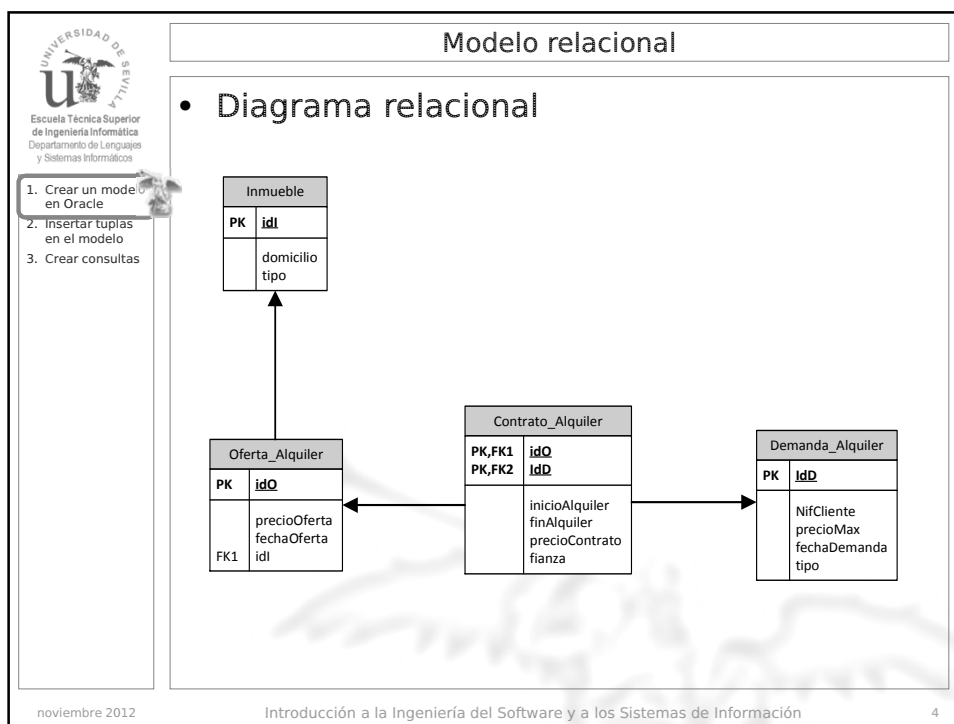 UNIVERSIDAD DE SEVILLA
Escuela Técnica Superior
de Ingeniería Informática
Departamento de Lenguajes
y Sistemas Informáticos
1. Crear un modelo
en Oracle
2. Insertar tuplas
en el modelo
3. Crear consultas
Modelo relacional
• Diagrama relacional
Inmueble
PK idI
domicilio
tipo
Oferta_Alquiler
PK idO
precioOferta
fechaOferta
FK1 idI
Contrato_Alquiler
PK,FK1 idO
PK,FK2 IdD
inicioAlquiler
finAlquiler
precioContrato
fianza
Demanda_Alquiler
PK IdD
NifCliente
precioMax
fechaDemanda
tipo
noviembre 2012
Introducción a la Ingeniería del Software y a los Sistemas de Información
4